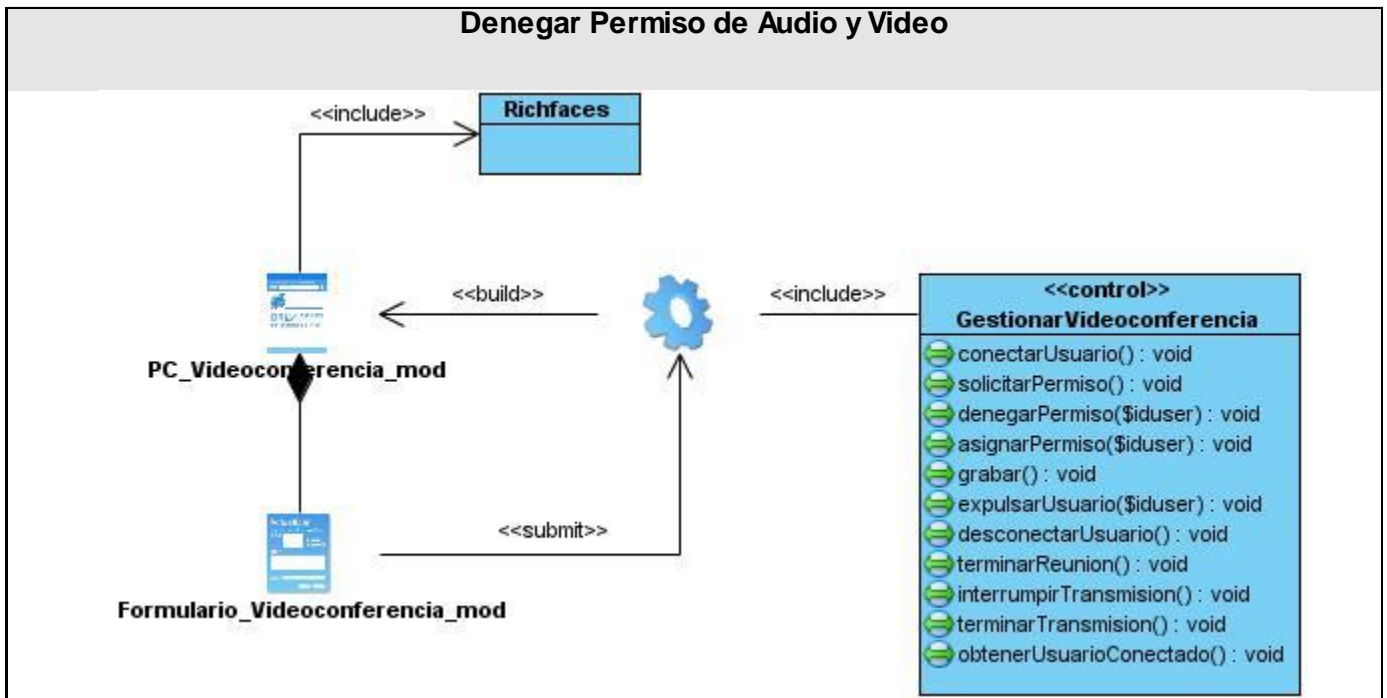 Denegar Permiso de Audio y Video
<<include>>
Richfaces
<<build>>
<<include>>
PC_Videoconferencia_mod
<<submit>>
Formulario_Videoconferencia_mod
<<control>>
GestionarVideoconferencia
conectarUsuario() : void
solicitarPermiso() : void
denegarPermiso($iduser) : void
asignarPermiso($iduser) : void
grabar() : void
expulsarUsuario($iduser) : void
desconectarUsuario() : void
terminarReunion() : void
interrumpirTransmision() : void
terminarTransmision() : void
obtenerUsuarioConectado() : void